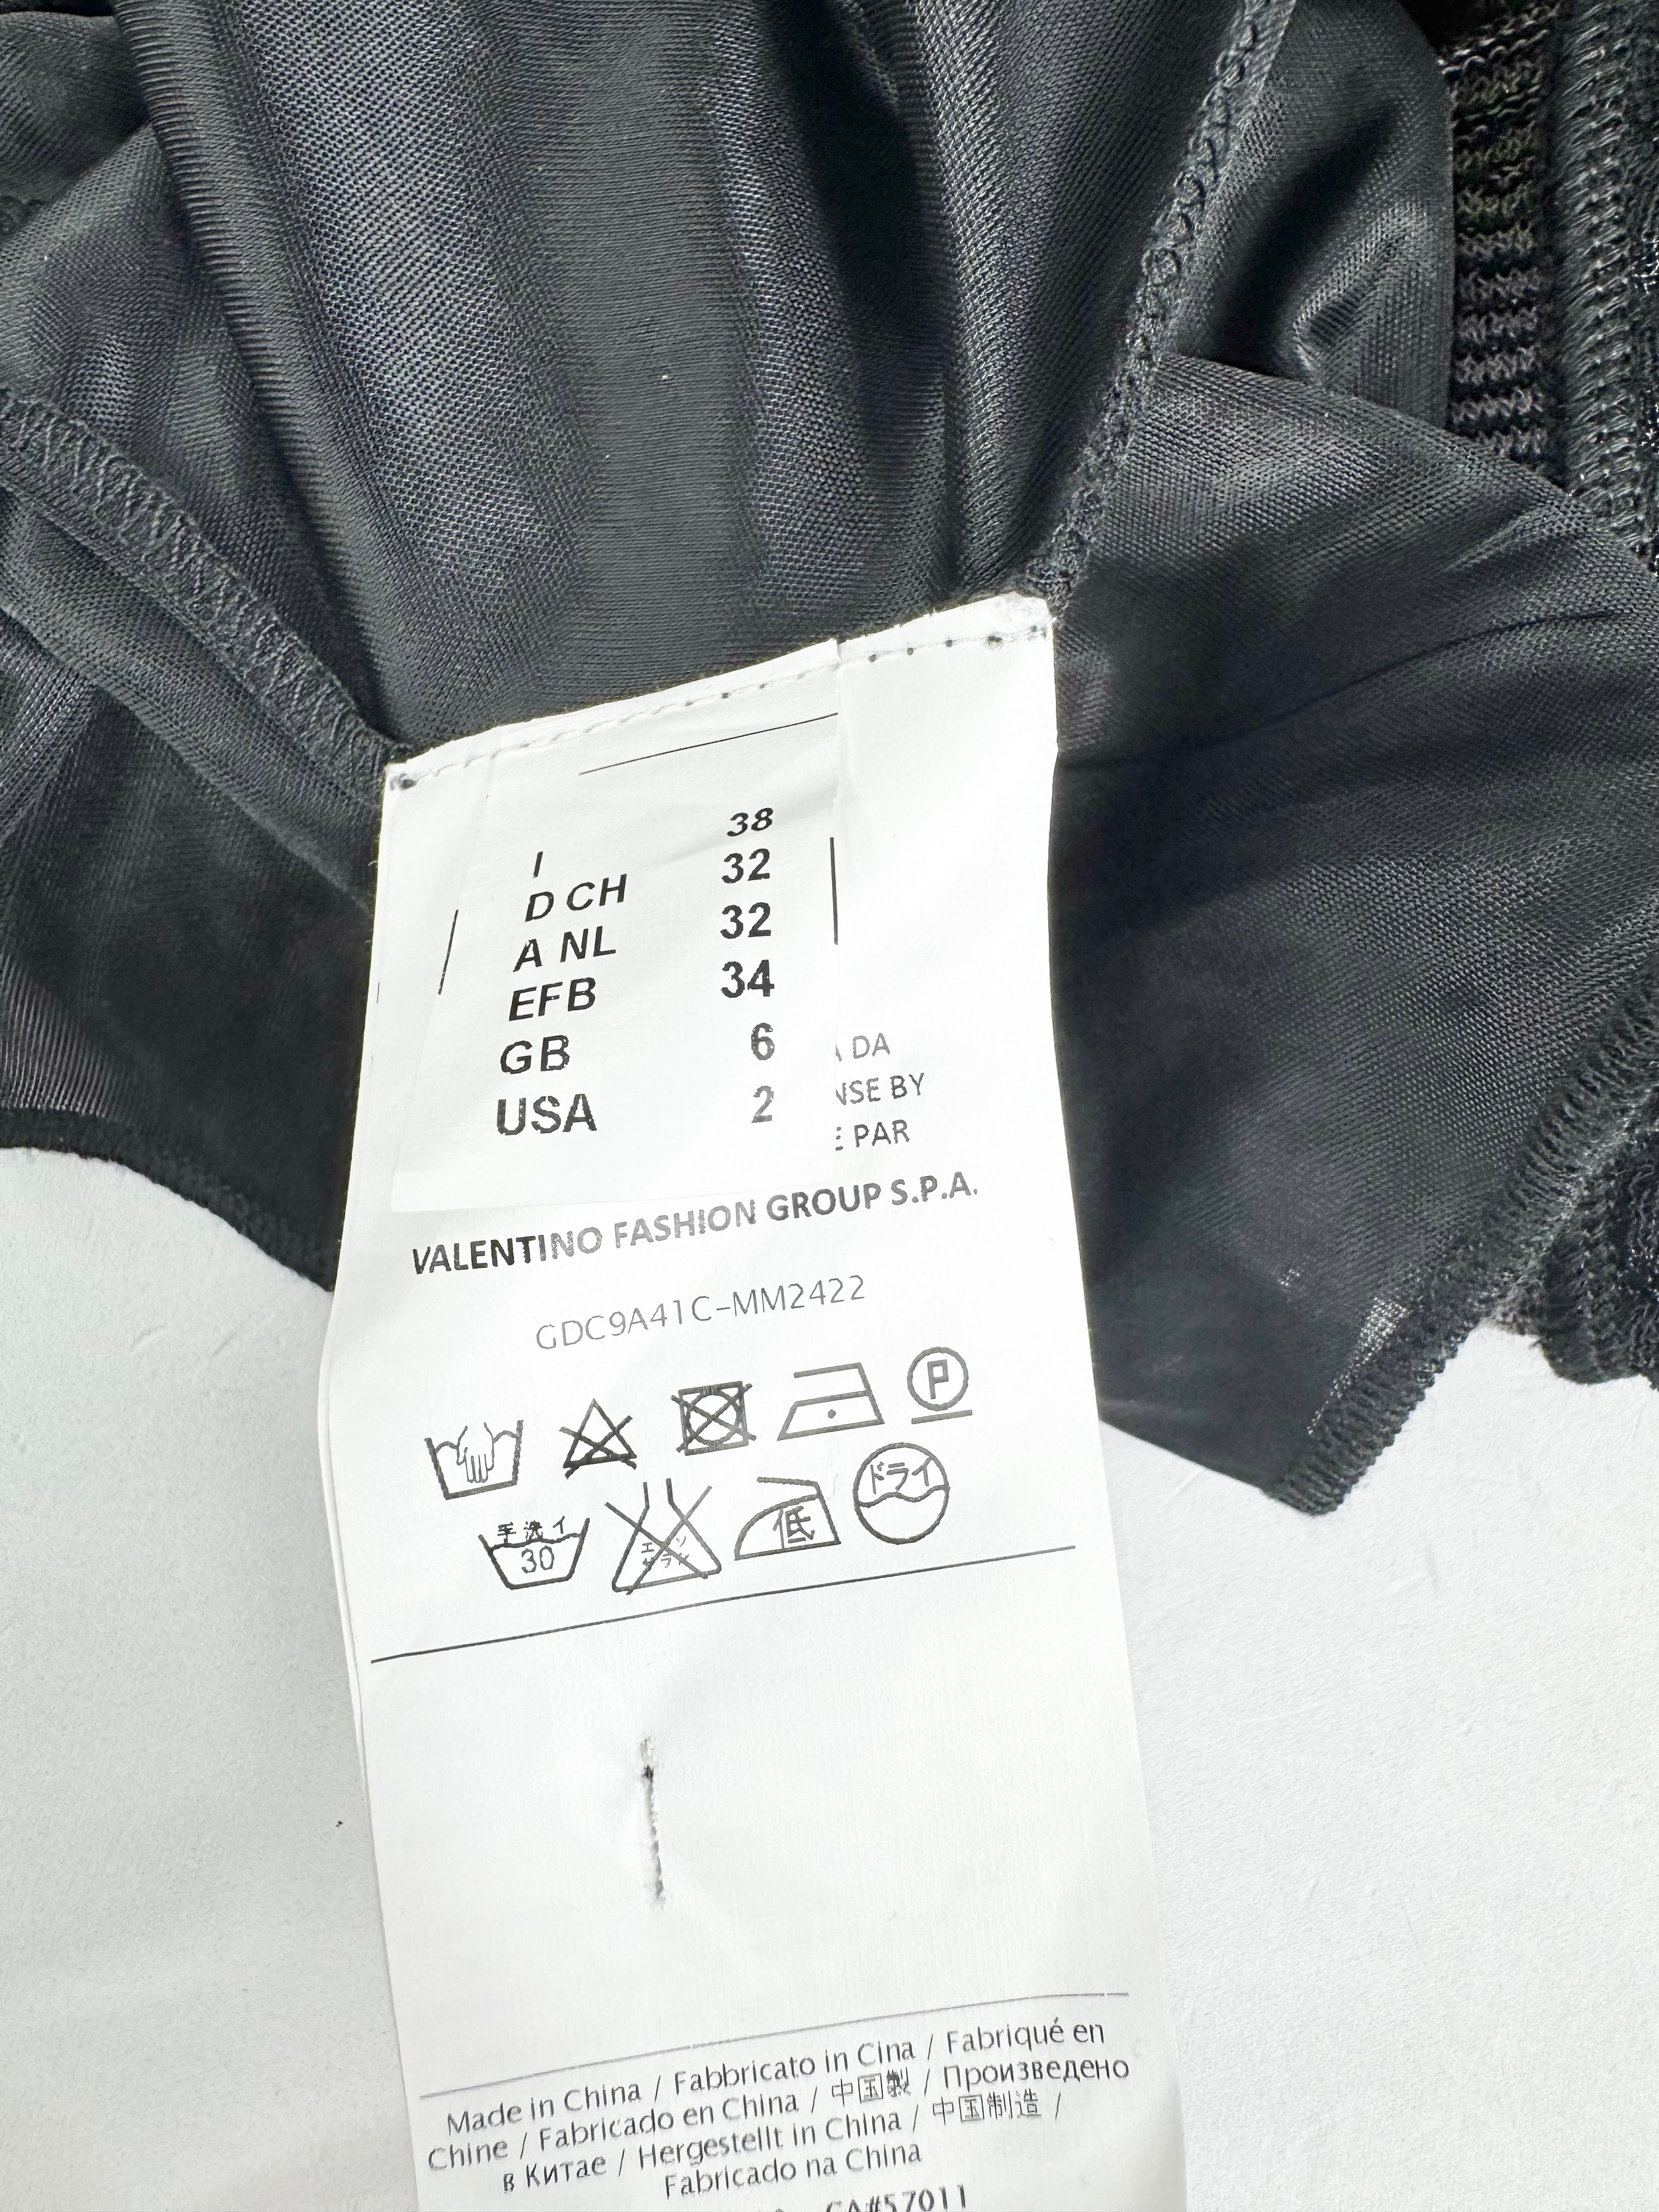 I 38
D CH 32
A NL 32
EFB 34
GB 6
USA 2
DA
BY
PAR
VALENTINO FASHION GROUP S.P.A.
GDC9A41C-MM2422
P
ドライ
手洗イ
30
低
Made in China / Fabbricato in Cina / Fabriqué en
Chine / Fabricado en China / 中国製 / Произведено
в Китае / Hergestellt in China / 中国制造 /
Fabricado na China
CA#57011